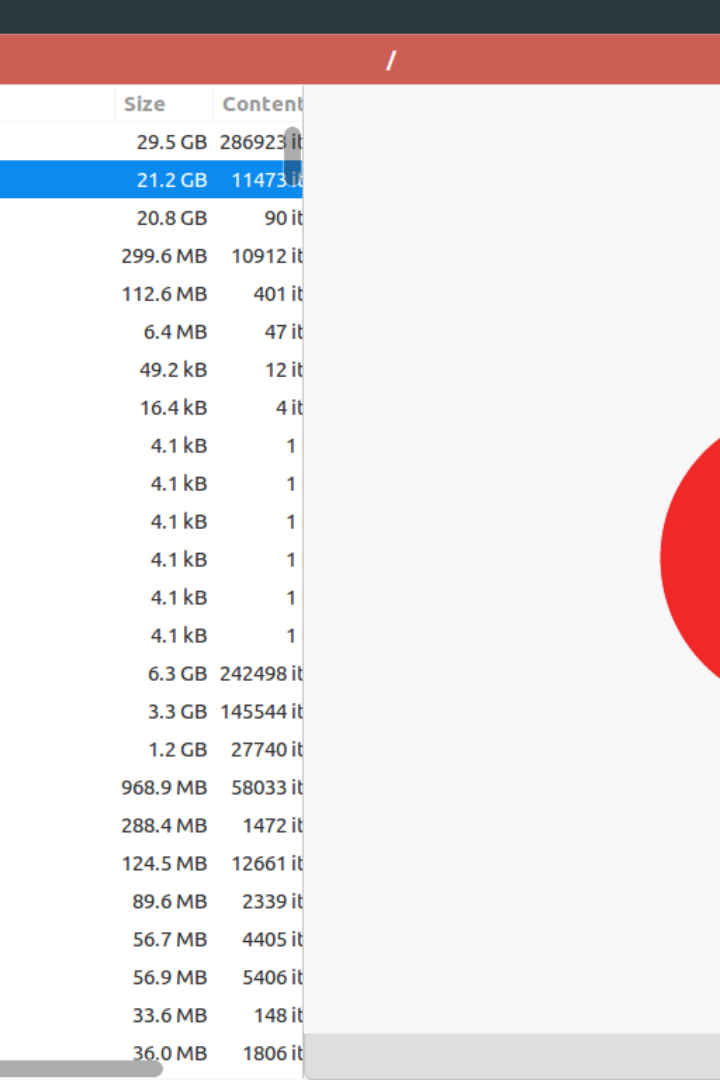 /
Size Content
29.5 GB 286923 it
21.2 GB 11473 it
20.8 GB 90 it
299.6 MB 10912 it
112.6 MB 401 it
6.4 MB 47 it
49.2 kB 12 it
16.4 kB 4 it
4.1 kB 1
4.1 kB 1
4.1 kB 1
4.1 kB 1
4.1 kB 1
4.1 kB 1
6.3 GB 242498 it
3.3 GB 145544 it
1.2 GB 27740 it
968.9 MB 58033 it
288.4 MB 1472 it
124.5 MB 12661 it
89.6 MB 2339 it
56.7 MB 4405 it
56.9 MB 5406 it
33.6 MB 148 it
36.0 MB 1806 it